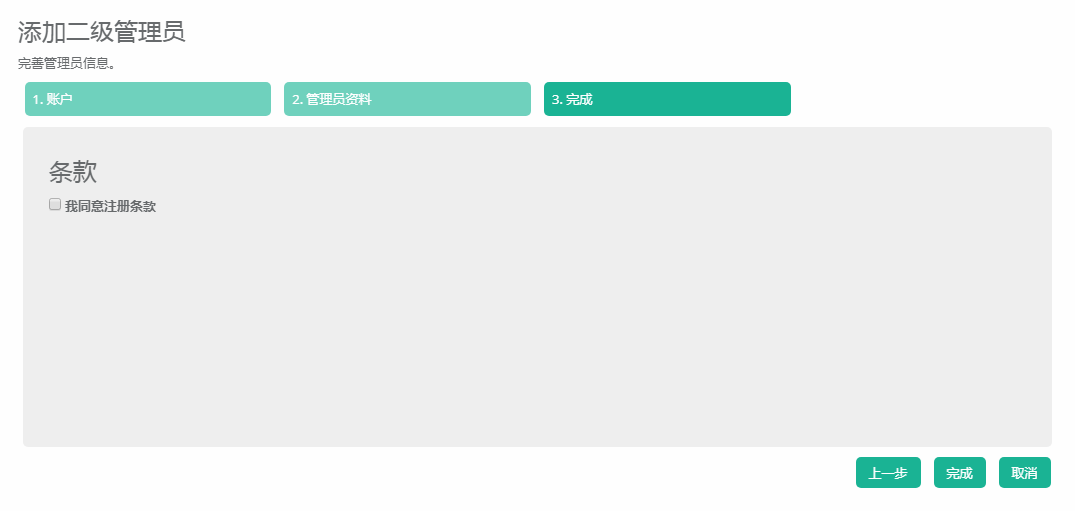 添加二级管理员
完善管理员信息。
1. 账户
2. 管理员资料
3. 完成
条款
我同意注册条款
上一步
完成
取消